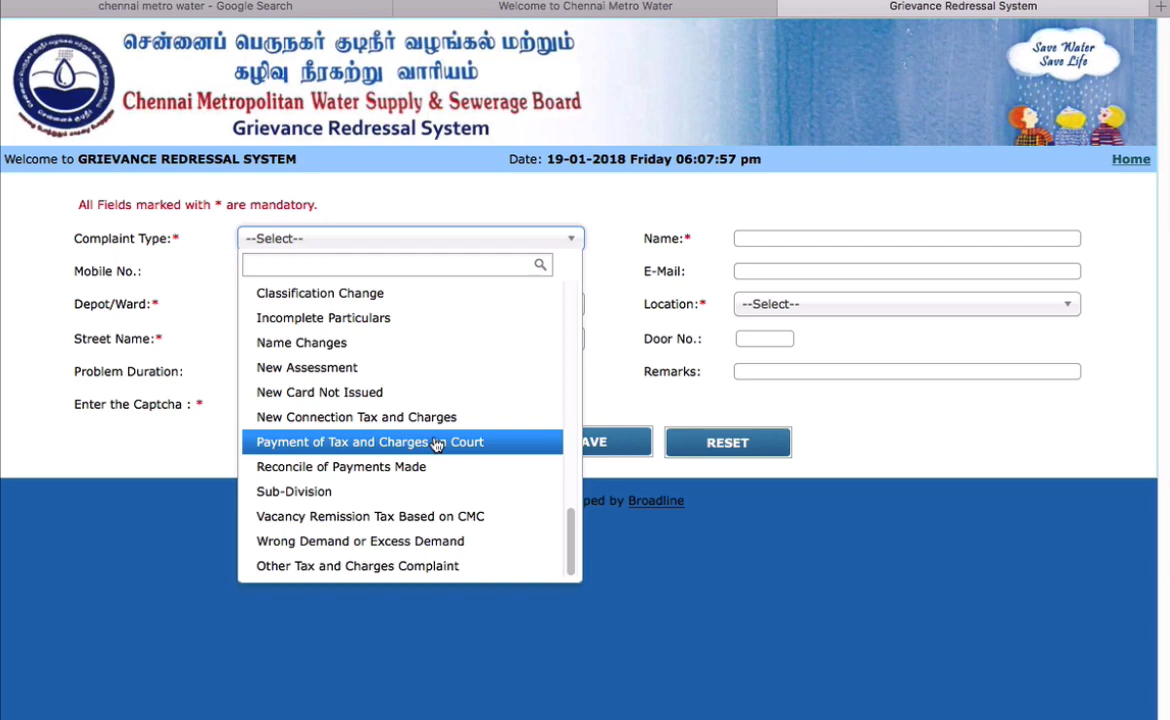 chennai metro water - Google Search
Welcome to Chennai Metro Water
Grievance Redressal System
சென்னைப் பெருநகர் குடிநீர் வழங்கல் மற்றும்
கழிவு நீரகற்று வாரியம்
Chennai Metropolitan Water Supply & Sewerage Board
Grievance Redressal System
Save Water
Save Life
Welcome to GRIEVANCE REDRESSAL SYSTEM
Date: 19-01-2018 Friday 06:07:57 pm
Home
All Fields marked with * are mandatory.
Complaint Type:*
--Select--
Name:*
Mobile No.:
E-Mail:
Depot/Ward:*
Location:*
--Select--
Street Name:*
Door No.:
Problem Duration:
Remarks:
Enter the Captcha : *
Classification Change
Incomplete Particulars
Name Changes
New Assessment
New Card Not Issued
New Connection Tax and Charges
Payment of Tax and Charges in Court
Reconcile of Payments Made
Sub-Division
Vacancy Remission Tax Based on CMC
Wrong Demand or Excess Demand
Other Tax and Charges Complaint
AVE
RESET
ped by Broadline